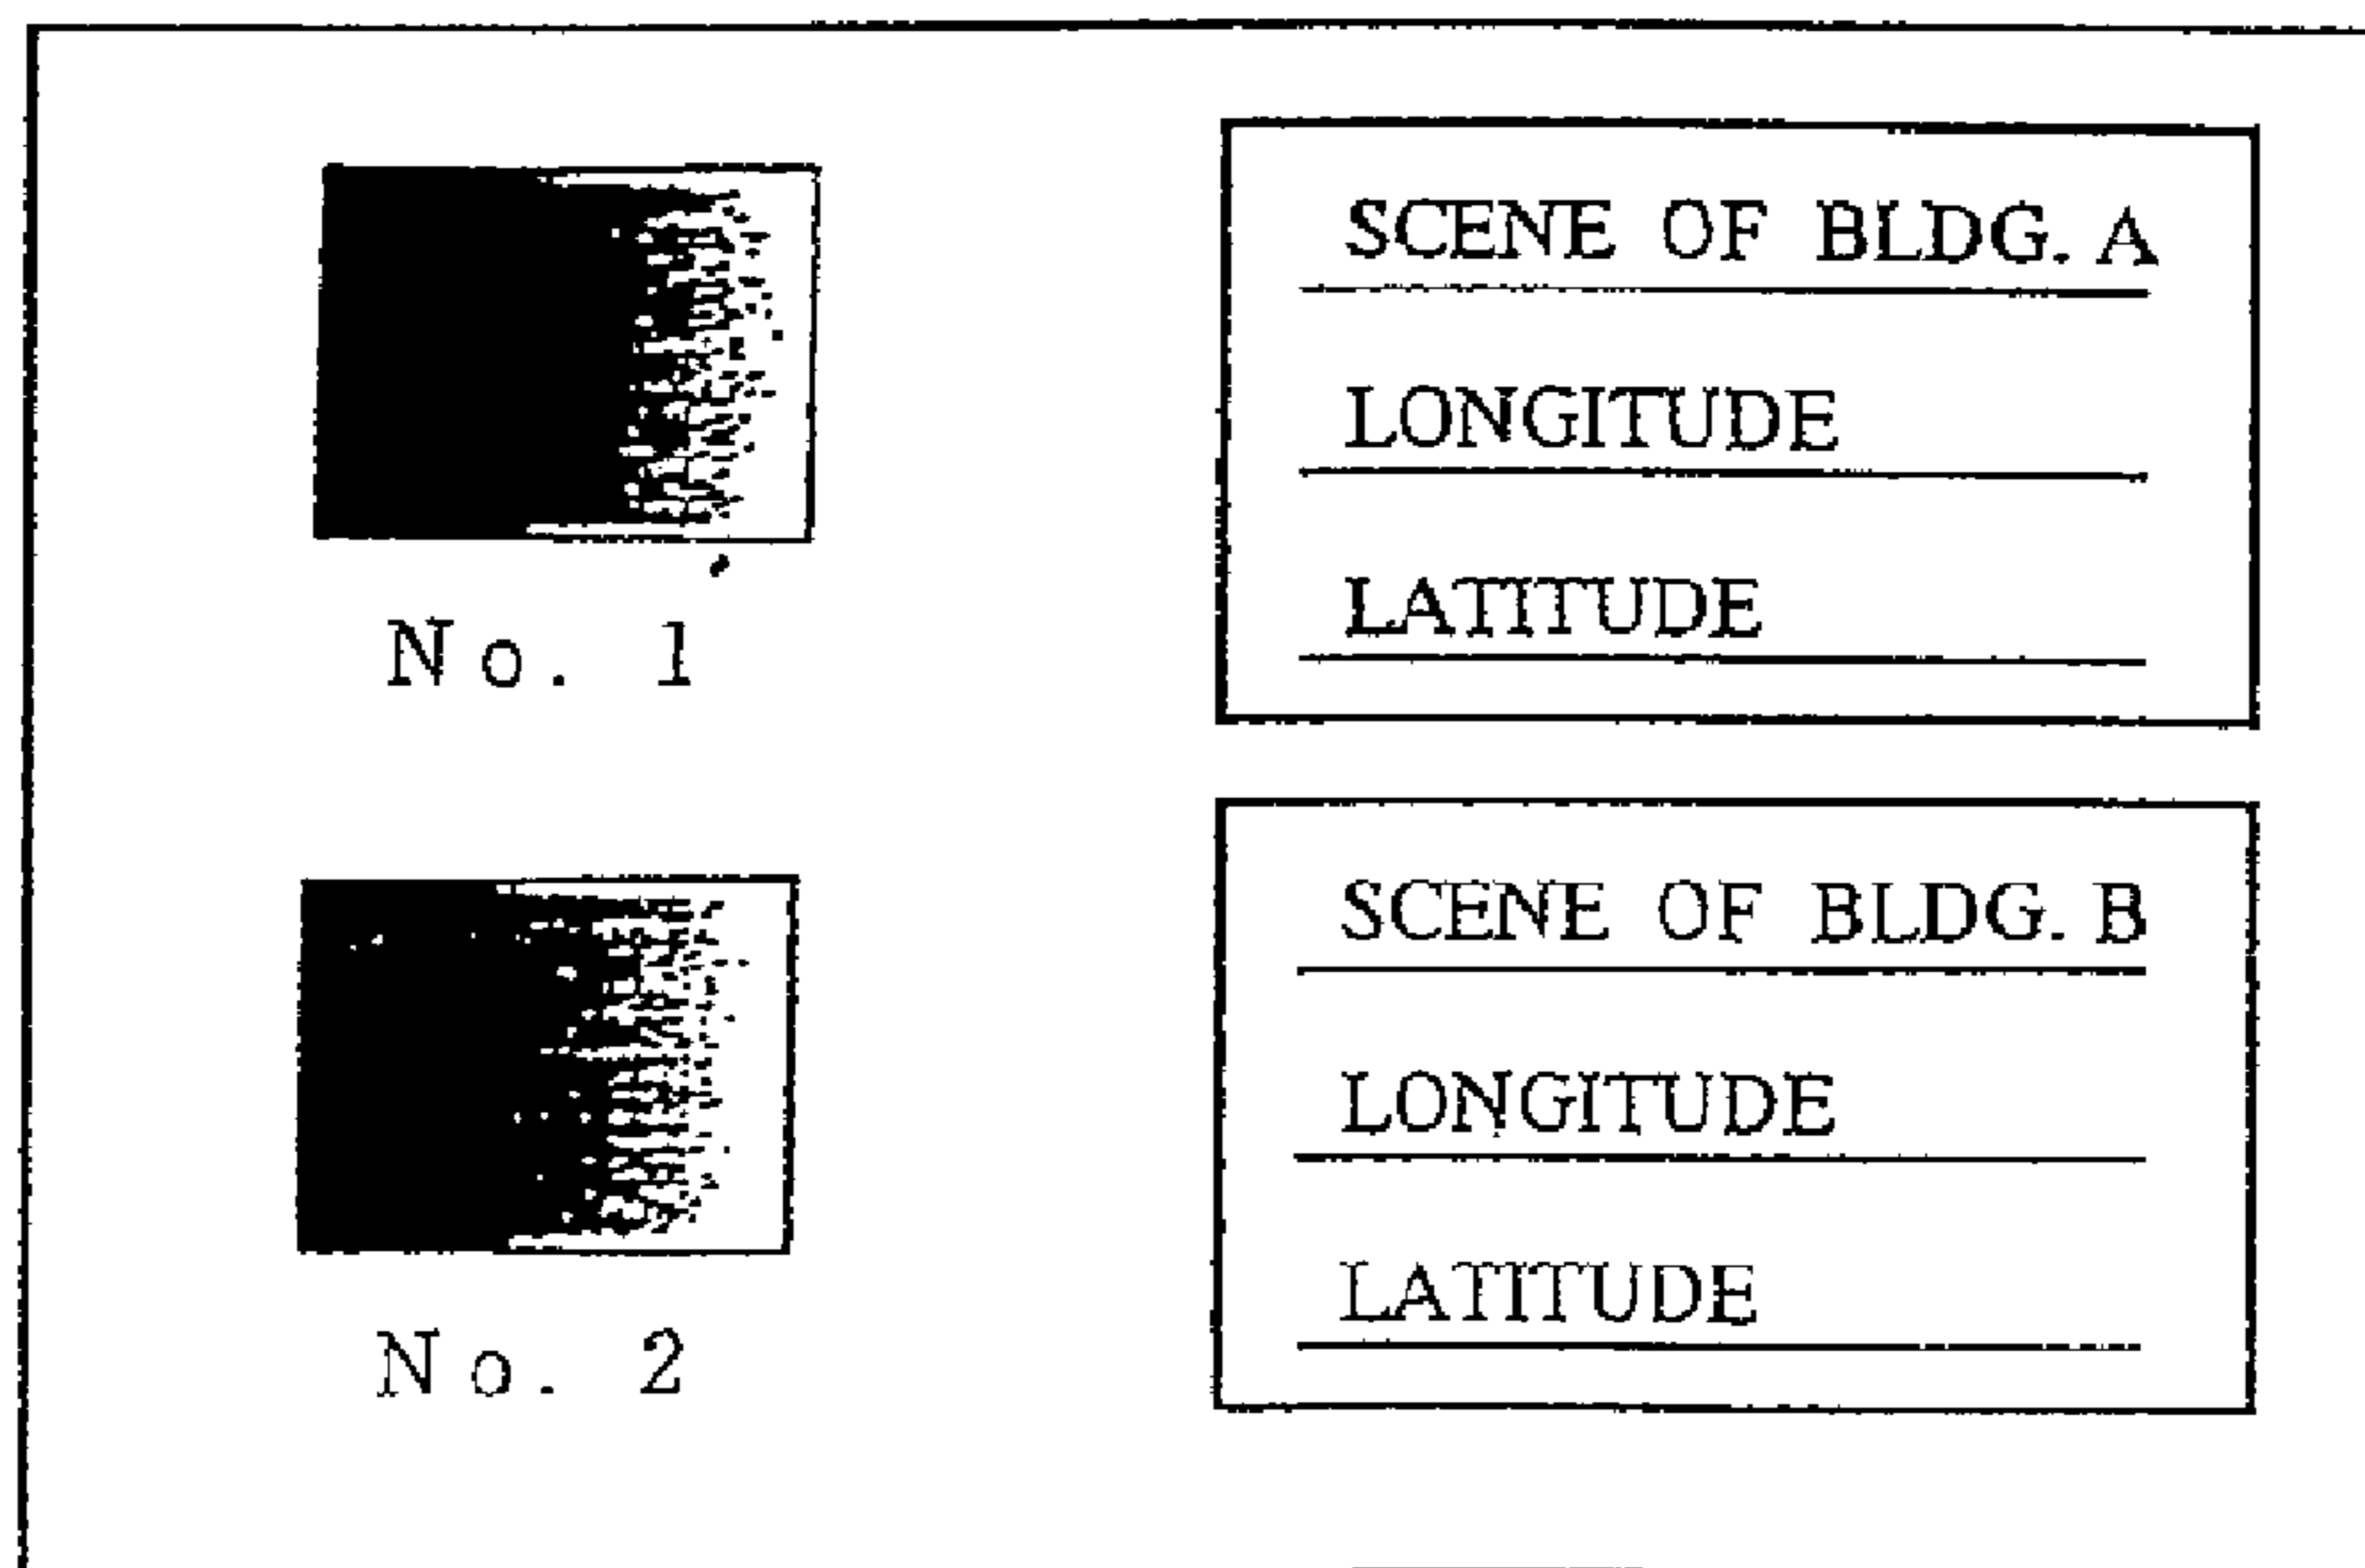 No. 1
SCENE OF BLDG. A
LONGITUDE
LATITUDE
No. 2
SCENE OF BLDG. B
LONGITUDE
LATITUDE